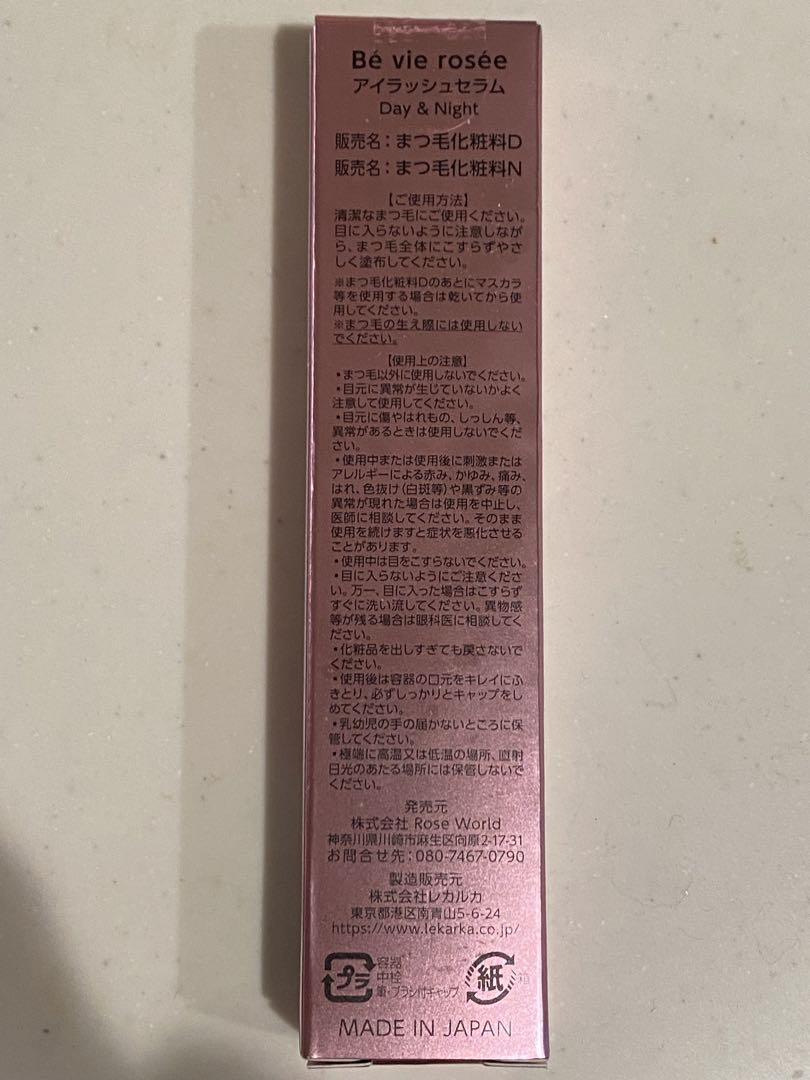 Bé vie rosée
アイラッシュセラム
Day & Night
販売名：まつ毛化粧料D
販売名：まつ毛化粧料N
【ご使用方法】
清潔なまつ毛にご使用ください。
目に入らないように注意しなが
ら、まつ毛全体にこすらずやさ
しく塗布してください。
※まつ毛化粧料Dのあとにマスカラ
等を使用する場合は乾いてから使
用してください。
※まつ毛の生え際には使用しない
でください。
【使用上の注意】
・まつ毛以外に使用しないでください。
・目元に異常が生じていないかよく
注意して使用してください。
・目元に傷やはれもの、しっしん等、
異常があるときは使用しないでくだ
さい。
・使用中または使用後に刺激または
アレルギーによる赤み、かゆみ、痛み、
はれ、色抜け（白斑等）や黒ずみ等の
異常が現れた場合は使用を中止し、
医師に相談してください。そのまま
使用を続けますと症状を悪化させる
ことがあります。
・使用中は目をこすらないでください。
・目に入らないようにご注意くださ
い。万一、目に入った場合はこすらず
すぐに洗い流してください。異物感
等が残る場合は眼科医に相談してく
ださい。
・化粧品を出しすぎても戻さないで
ください。
・使用後は容器の口元をキレイにふ
きとり、必ずしっかりとキャップをし
めてください。
・乳幼児の手の届かないところに保
管してください。
・極端に高温又は低温の場所、直射
日光のあたる場所には保管しないで
ください。
発売元
株式会社 Rose World
神奈川県川崎市麻生区向原2-17-31
お問合せ先：080-7467-0790
製造販売元
株式会社レカルカ
東京都港区南青山5-6-24
https://www.lekarka.co.jp/
プラ 容器 紙 箱
中栓
筆・ブラシ付キャップ
MADE IN JAPAN